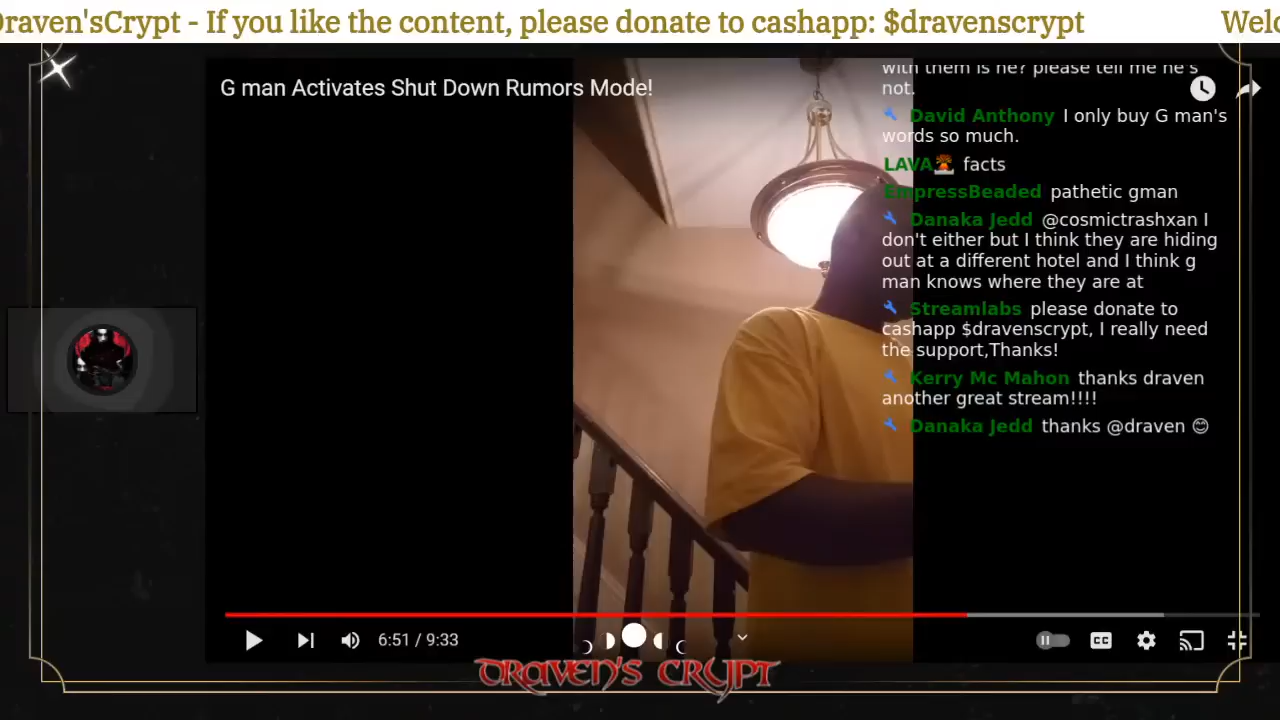 Draven'sCrypt - If you like the content, please donate to cashapp: $dravenscrypt
Welc
G man Activates Shut Down Rumors Mode!
with them is he? please tell me he's
not.
David Anthony I only buy G man's
words so much.
LAVA🌋 facts
EmpressBeaded pathetic gman
Danaka Jedd @cosmictrashxan I
don't either but I think they are hiding
out at a different hotel and I think g
man knows where they are at
Streamlabs please donate to
cashapp $dravenscrypt, I really need
the support,Thanks!
Kerry Mc Mahon thanks draven
another great stream!!!!
Danaka Jedd thanks @draven 😊
6:51 / 9:33
CC
DRAVEN'S CRYPT